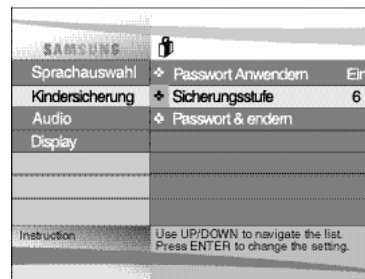 SAMSUNG
Sprachauswahl
Passwort Anwendern Ein
Kindersicherung
Sicherungsstufe 6
Audio
Passwort & endern
Display
Instruction
Use UP/DOWN to navigate the list.
Press ENTER to change the setting.